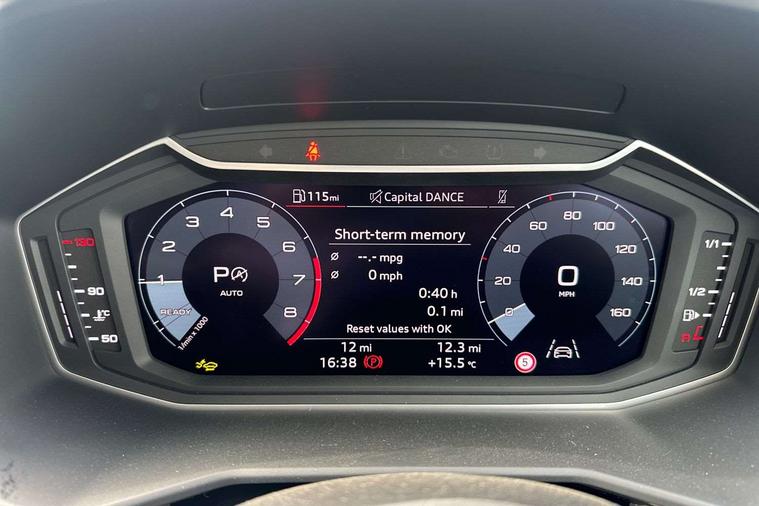 115mi
Capital DANCE
Short-term memory
ø --.- mpg
ø 0 mph
0:40 h
0.1 mi
Reset values with OK
12 mi
12.3 mi
16:38
+15.5 °C
1
2
3
4
5
6
7
8
P
AUTO
READY
1/min x 1000
0
20
40
60
80
100
120
140
160
0
MPH
5
130
90
°C
50
1/1
1/2